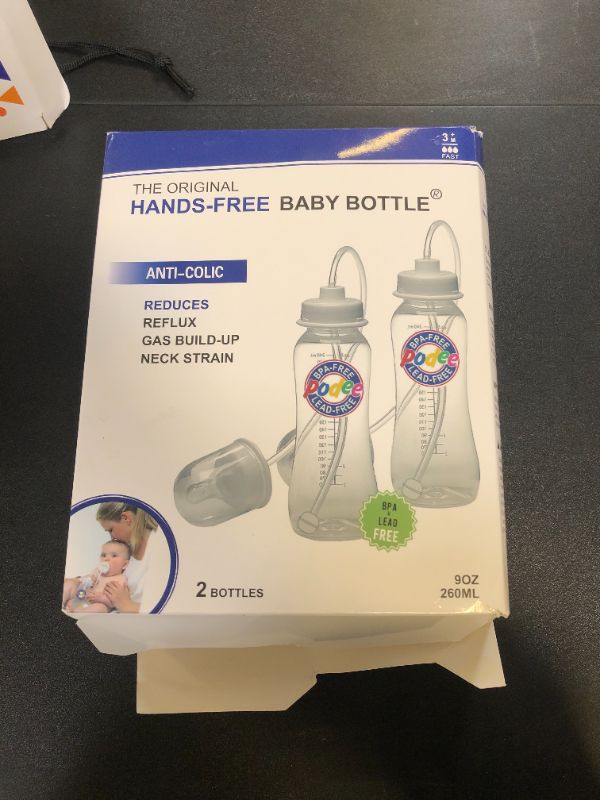 3+
M
FAST
THE ORIGINAL
HANDS-FREE BABY BOTTLE®
ANTI-COLIC
REDUCES
REFLUX
GAS BUILD-UP
NECK STRAIN
BPA-FREE
Podee
LEAD-FREE
BPA-FREE
Podee
LEAD-FREE
BPA
&
LEAD
FREE
2 BOTTLES
9OZ
260ML